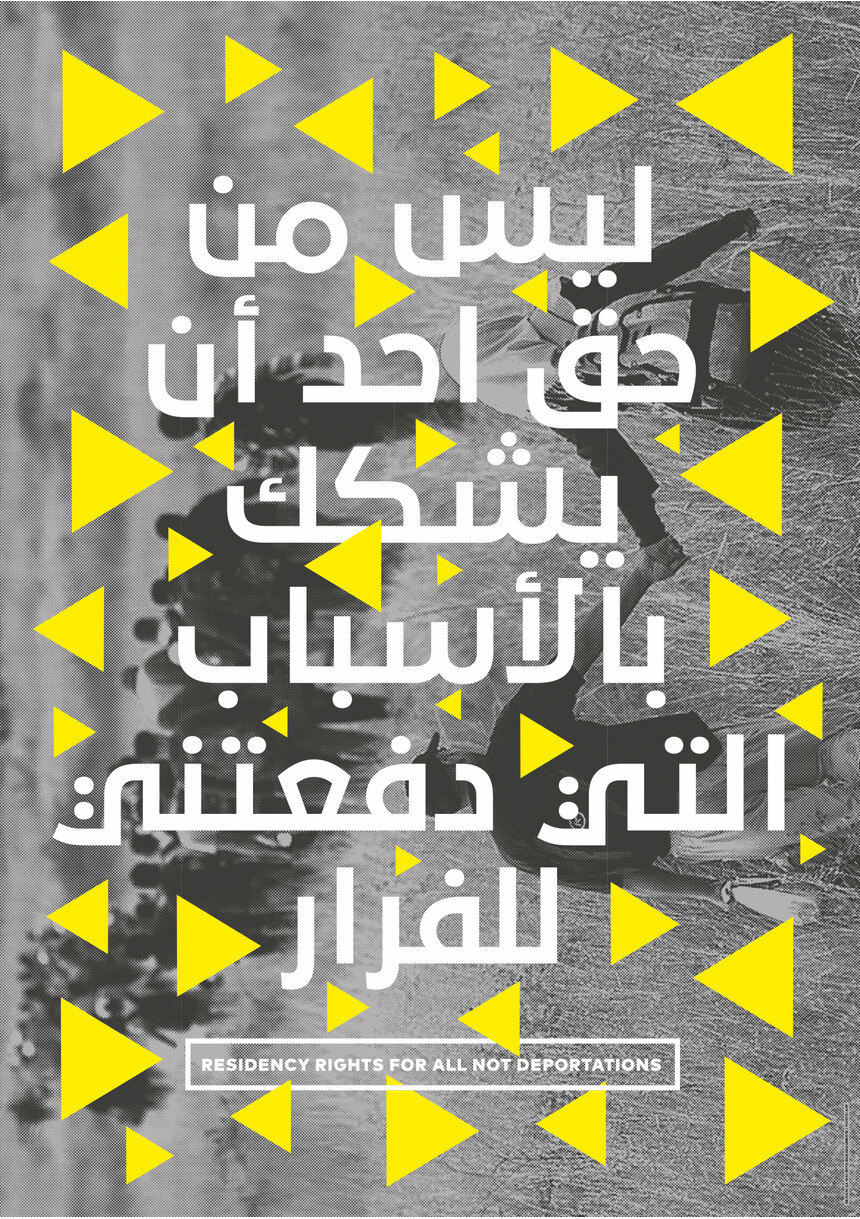 ليس من
حق احد أن
يشكك
بالأسباب
التي دفعتني
للفرار
RESIDENCY RIGHTS FOR ALL NOT DEPORTATIONS